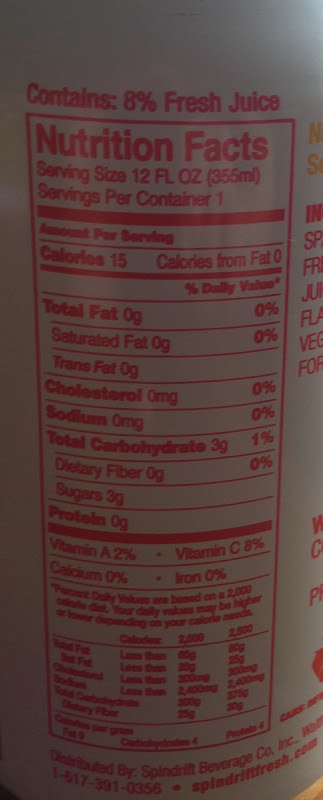 Contains: 8% Fresh Juice
Nutrition Facts
Serving Size 12 FL OZ (355ml)
Servings Per Container 1
Amount Per Serving
Calories 15 Calories from Fat 0
% Daily Value*
Total Fat 0g 0%
Saturated Fat 0g 0%
Trans Fat 0g
Cholesterol 0mg 0%
Sodium 0mg 0%
Total Carbohydrate 3g 1%
Dietary Fiber 0g 0%
Sugars 3g
Protein 0g
Vitamin A 2% • Vitamin C 8%
Calcium 0% • Iron 0%
*Percent Daily Values are based on a 2,000
calorie diet. Your daily values may be higher
or lower depending on your calorie needs.
Calories: 2,000 2,500
Total Fat Less than 65g 80g
Sat Fat Less than 20g 25g
Cholesterol Less than 300mg 300mg
Sodium Less than 2,400mg 2,400mg
Total Carbohydrate 300g 375g
Dietary Fiber 25g 30g
Calories per gram
Fat 9 Carbohydrates 4 Protein 4
Distributed By: Spindrift Beverage Co. Inc.,
1-617-391-0356 • spindriftfresh.com